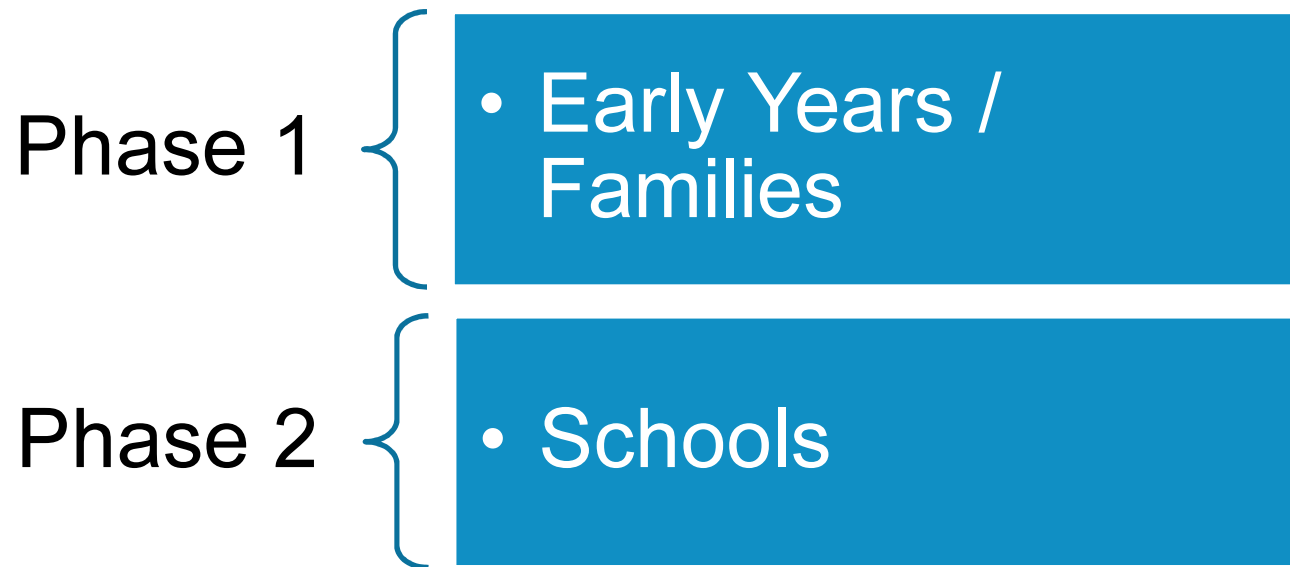 Phase 1
• Early Years /
Families
Phase 2
• Schools